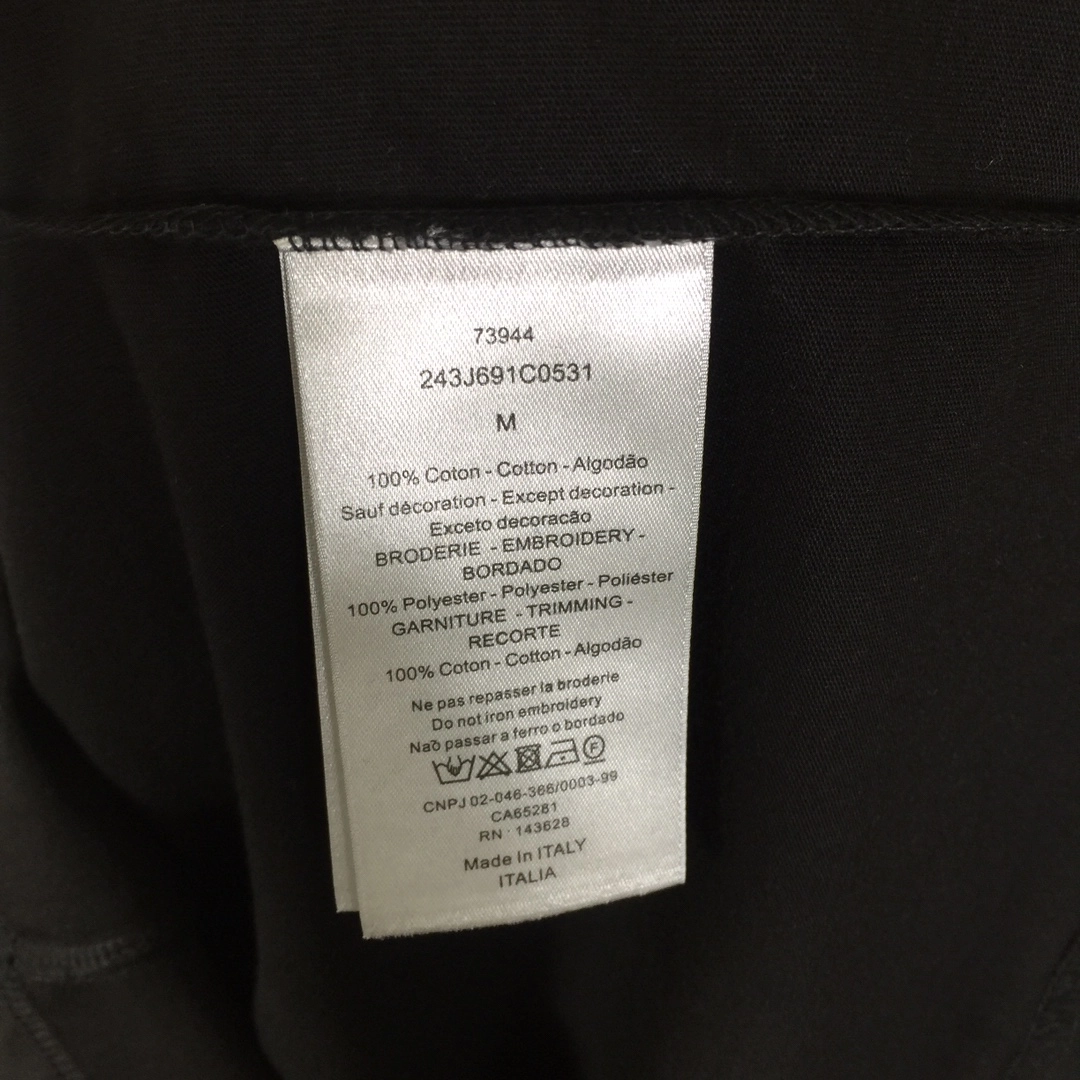 73944
243J691C0531
M
100% Coton - Cotton - Algodão
Sauf décoration - Except decoration -
Exceto decoracão
BRODERIE - EMBROIDERY -
BORDADO
100% Polyester - Polyester - Poliéster
GARNITURE - TRIMMING -
RECORTE
100% Coton - Cotton - Algodão
Ne pas repasser la broderie
Do not iron embroidery
Naõ passar a ferro o bordado
F
CNPJ 02-046-366/0003-99
CA65281
RN : 143628
Made In ITALY
ITALIA